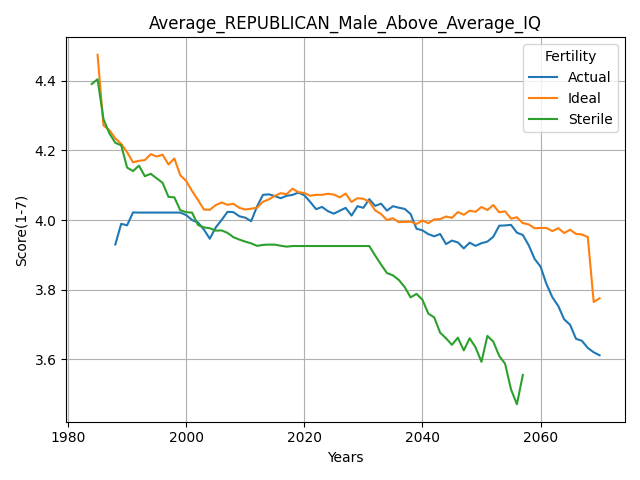 Average_REPUBLICAN_Male_Above_Average_IQ
Fertility
Actual
Ideal
Sterile
Score(1-7)
4.4
4.2
4.0
3.8
3.6
1980
2000
2020
2040
2060
Years